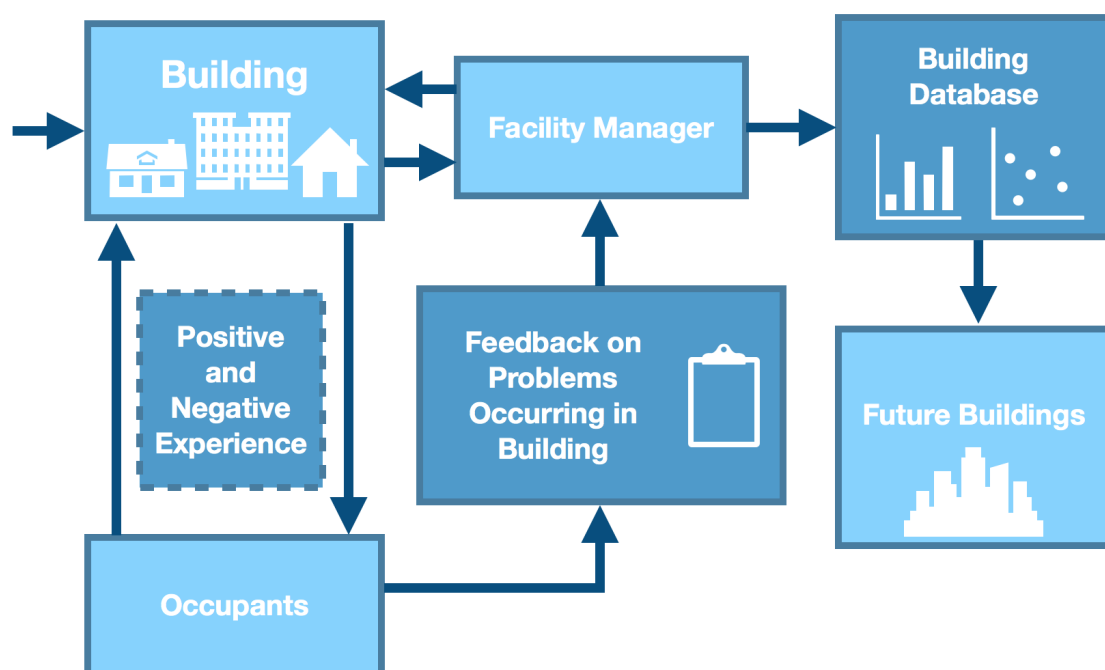 Building
Facility Manager
Building
Database
Positive
and
Negative
Experience
Feedback on
Problems
Occurring in
Building
Future Buildings
Occupants